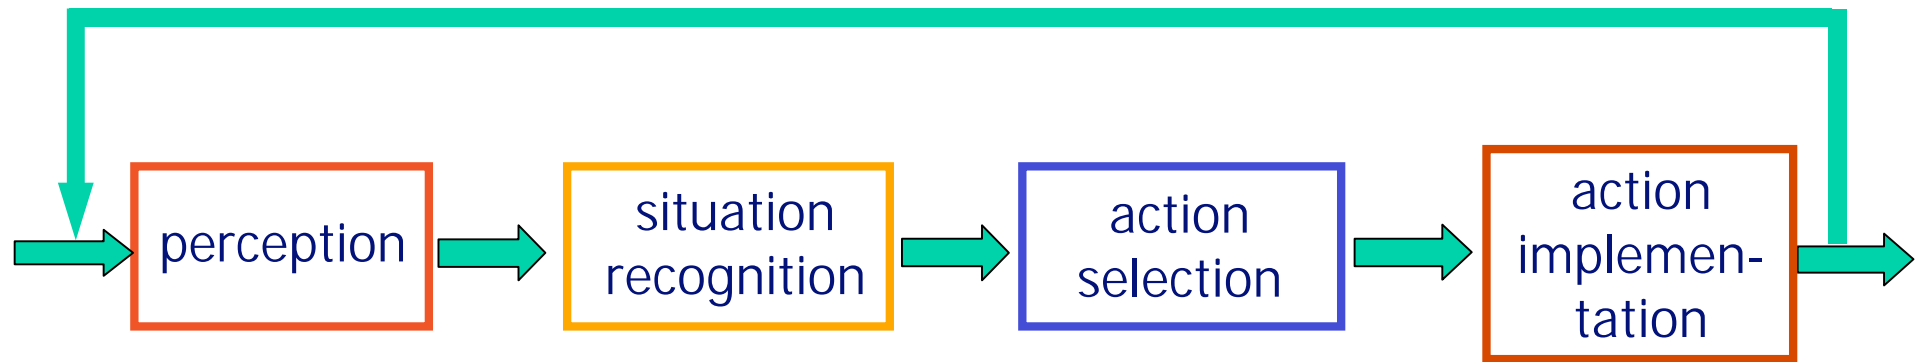 perception
situation
recognition
action
selection
action
implemen-
tation